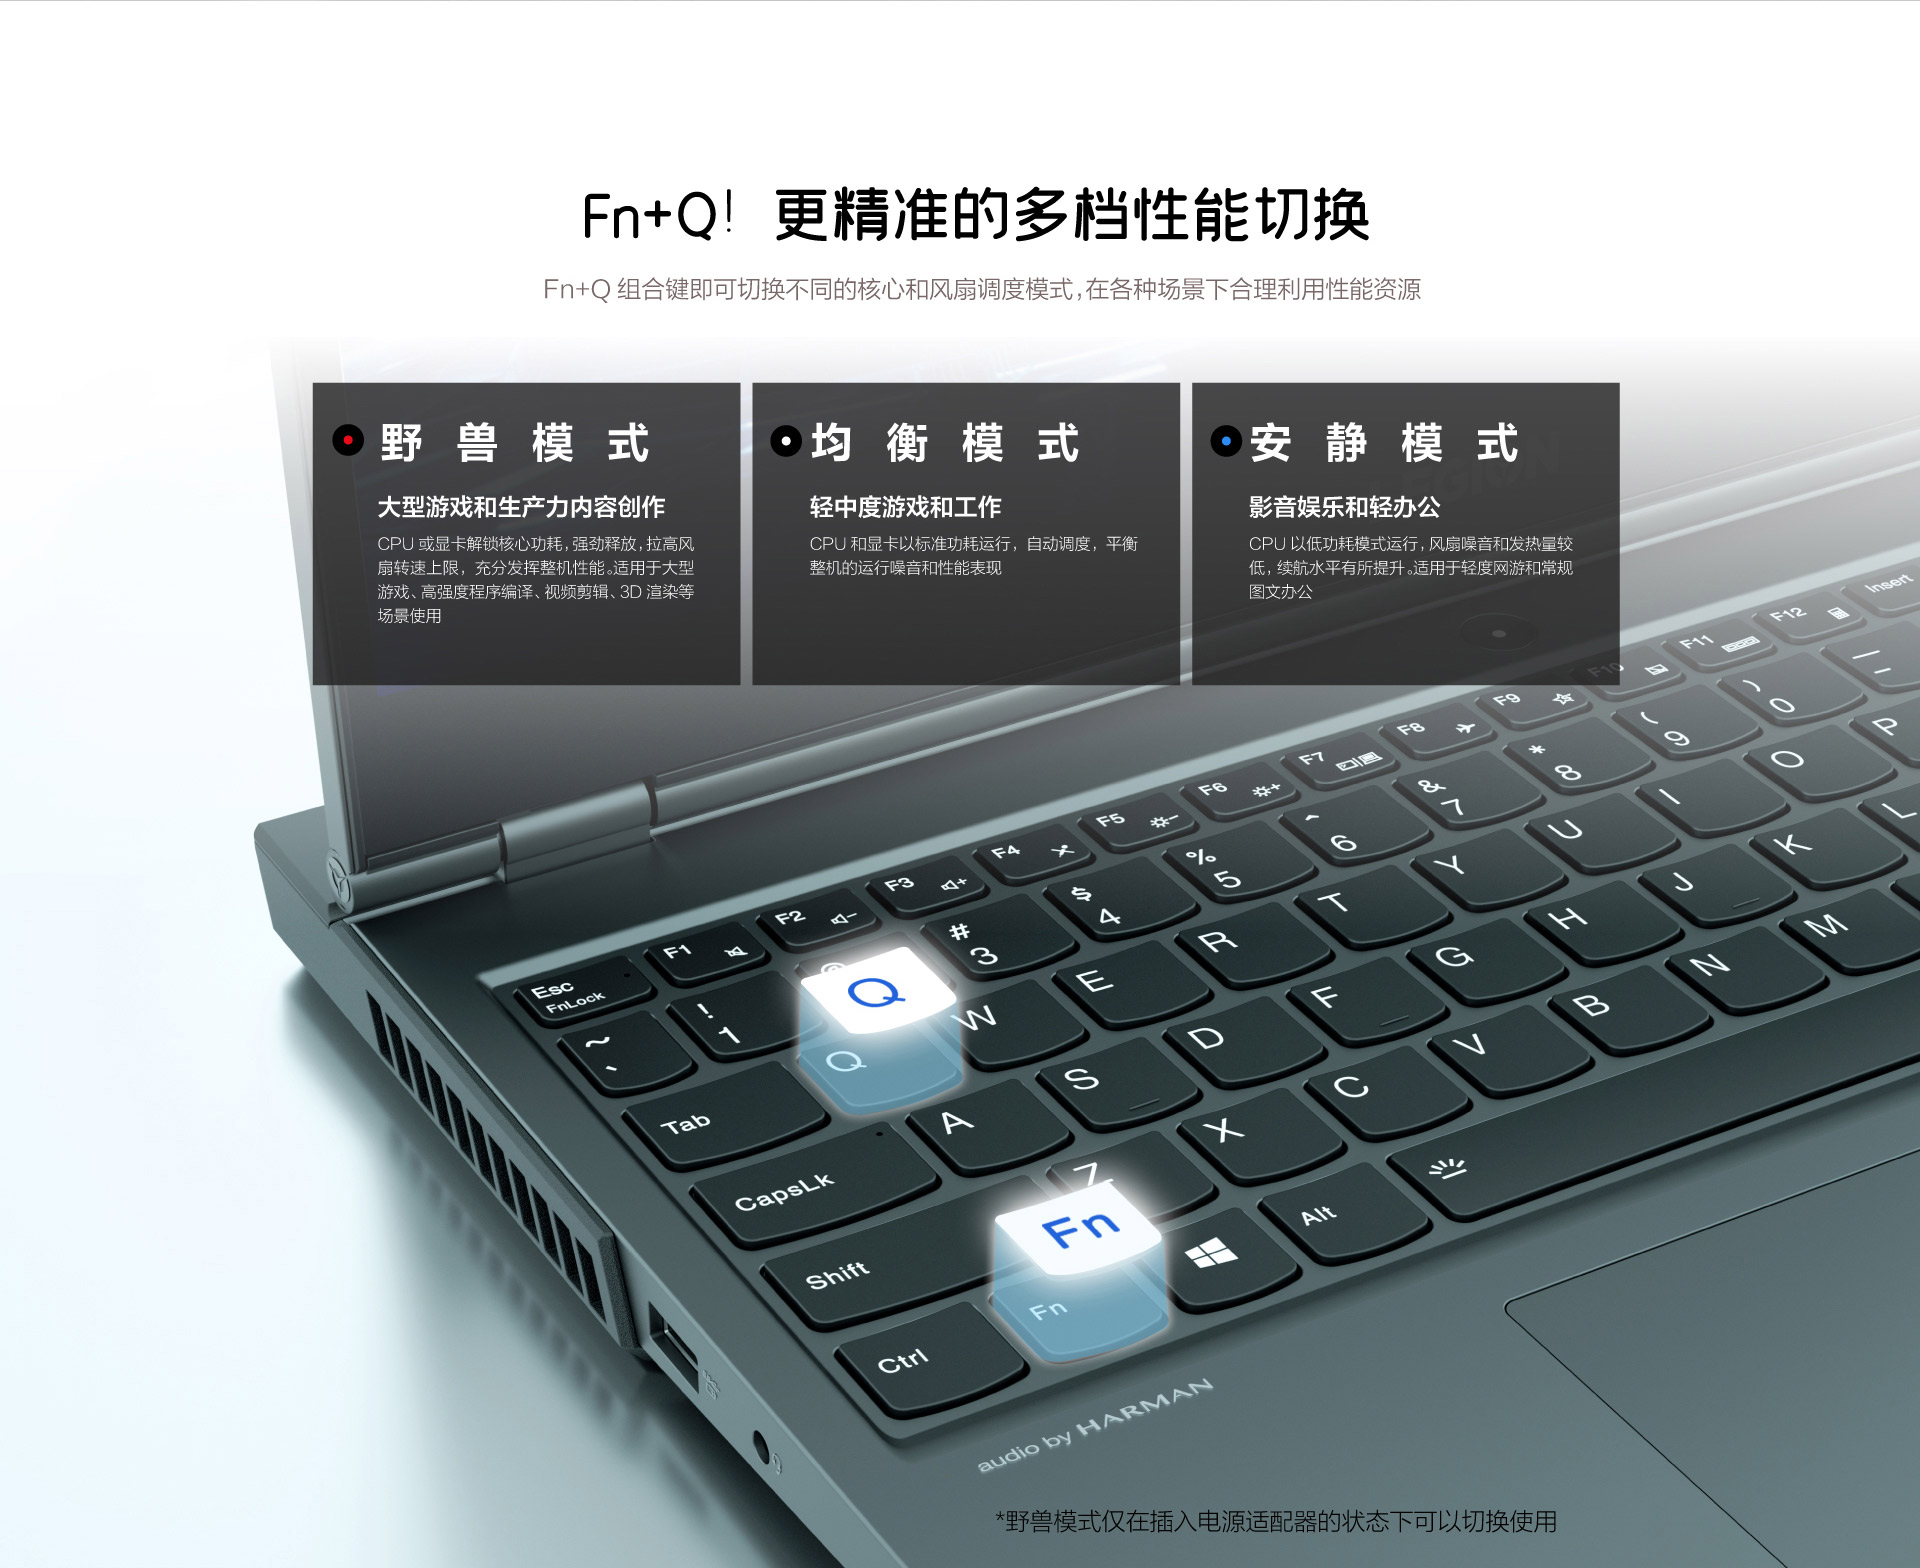 Fn+Q! 更精准的多档性能切换
Fn+Q 组合键即可切换不同的核心和风扇调度模式,在各种场景下合理利用性能资源
野兽模式
大型游戏和生产力内容创作
CPU 或显卡解锁核心功耗,强劲释放,拉高风
扇转速上限，充分发挥整机性能。适用于大型
游戏、高强度程序编译、视频剪辑、3D 渲染等
场景使用
均衡模式
轻中度游戏和工作
CPU 和显卡以标准功耗运行，自动调度，平衡
整机的运行噪音和性能表现
安静模式
影音娱乐和轻办公
CPU 以低功耗模式运行,风扇噪音和发热量较
低, 续航水平有所提升。适用于轻度网游和常规
图文办公
Esc FnLock F1 F2 F3 F4 F5 F6 F7 F8 F9 F10 F11 F12 Insert
~ ! 1 # 3 $ 4 % 5 ^ 6 & 7 * 8 ( 9 ) 0
Tab Q W E R T Y U I O P
CapsLk A S D F G H J K L
Shift Z X C V B N M
Ctrl Fn Alt
Q
Fn
audio by HARMAN
*野兽模式仅在插入电源适配器的状态下可以切换使用